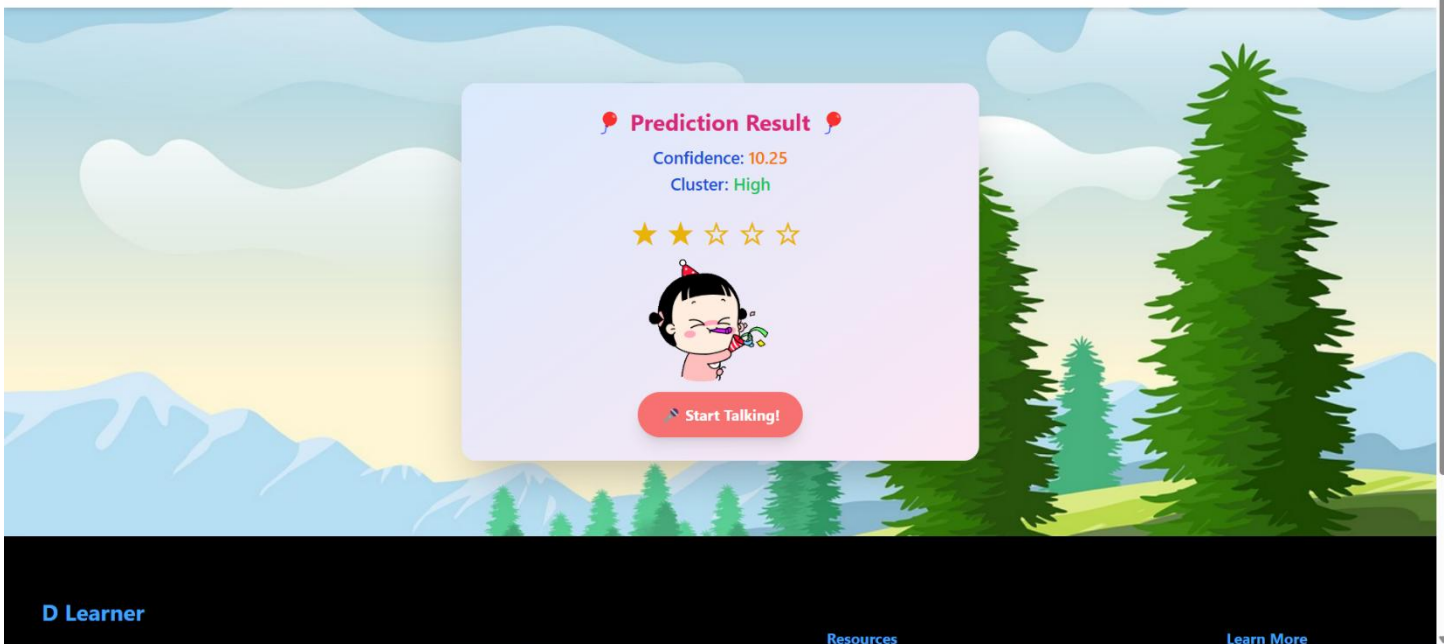 🎈 Prediction Result 🎈
Confidence: 10.25
Cluster: High
★ ★ ☆ ☆ ☆
🎤 Start Talking!
D Learner
Resources
Learn More